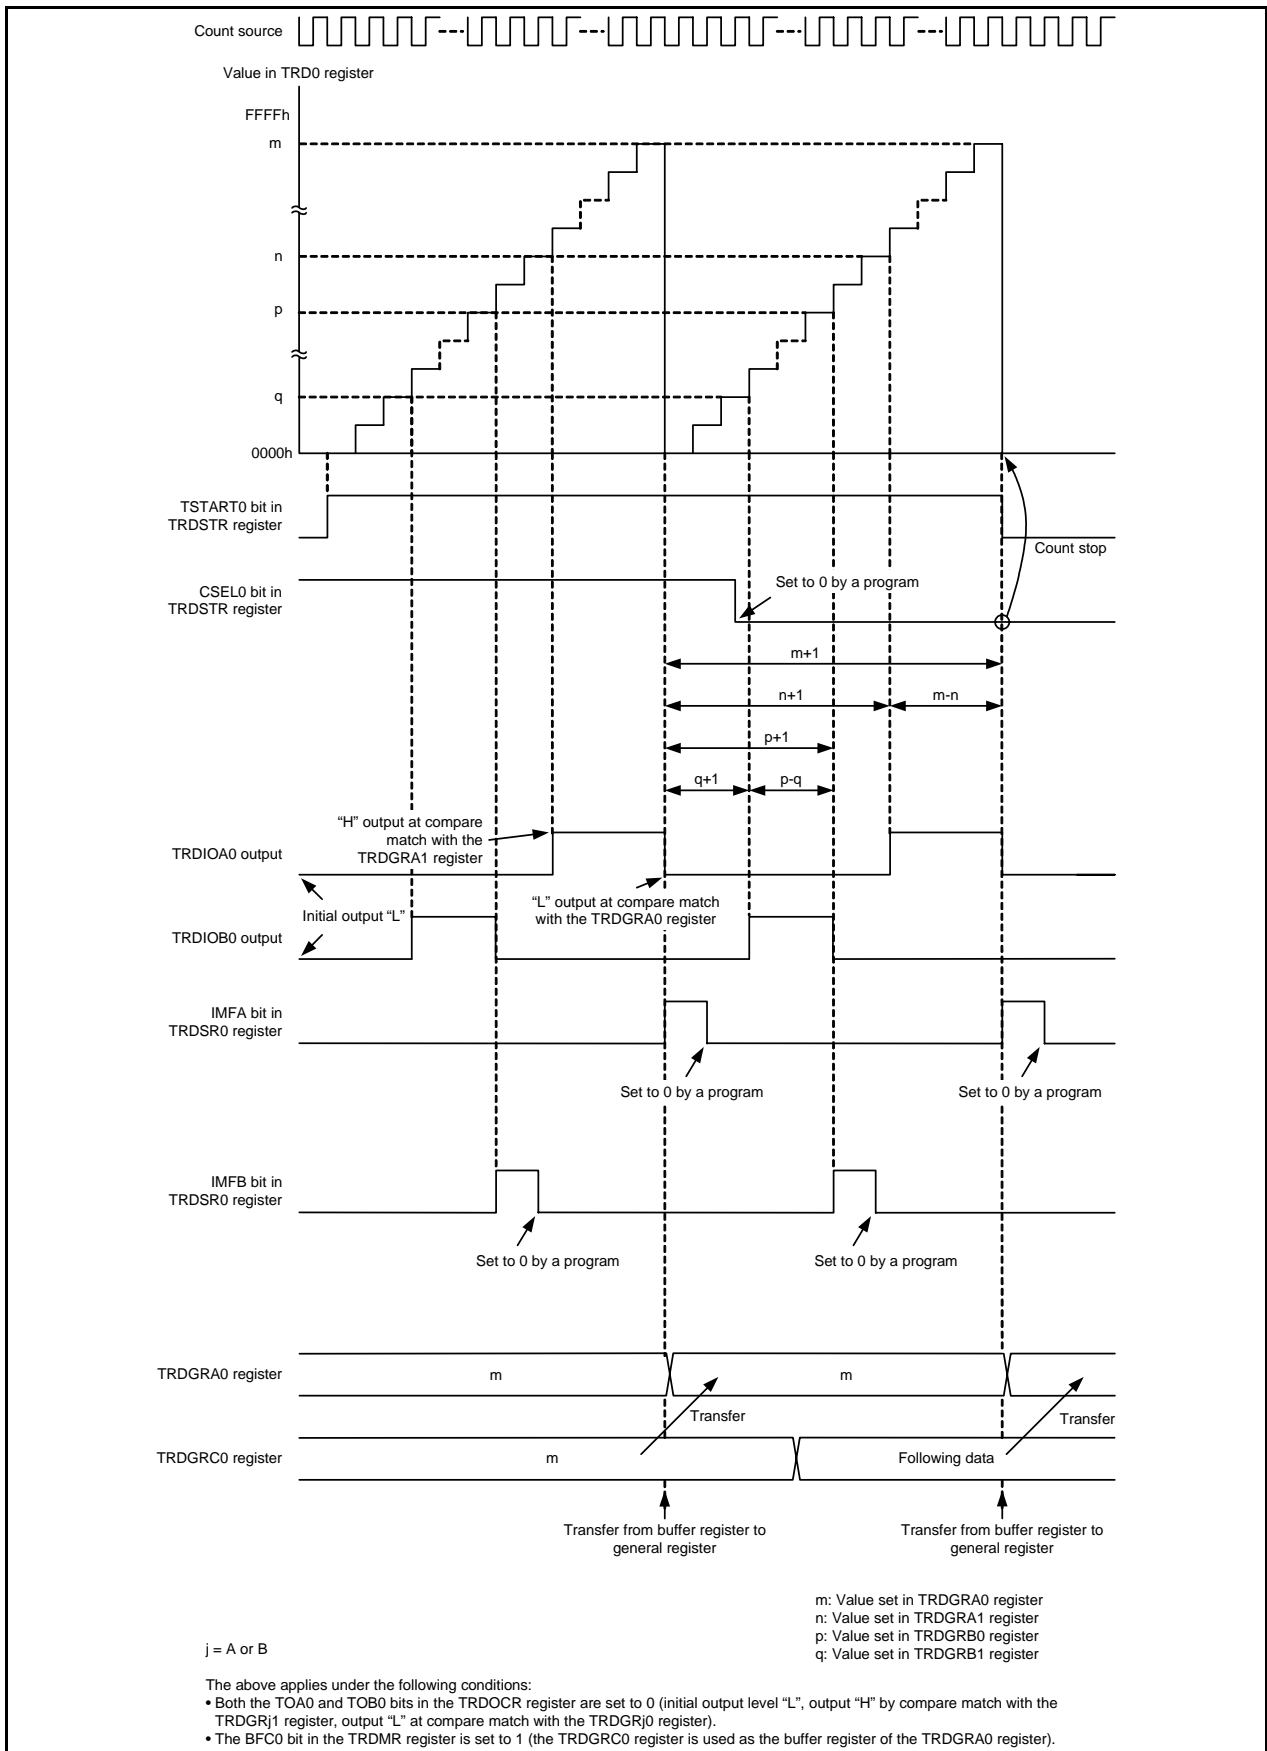 Count source
Value in TRD0 register
FFFFh
m
n
p
q
0000h
TSTART0 bit in
TRDSTR register
Count stop
CSEL0 bit in
TRDSTR register
Set to 0 by a program
m+1
n+1
m-n
p+1
q+1
p-q
“H” output at compare
match with the
TRDGRA1 register
TRDIOA0 output
Initial output “L”
“L” output at compare match
with the TRDGRA0 register
TRDIOB0 output
IMFA bit in
TRDSR0 register
Set to 0 by a program
Set to 0 by a program
IMFB bit in
TRDSR0 register
Set to 0 by a program
Set to 0 by a program
TRDGRA0 register
m
m
Transfer
Transfer
TRDGRC0 register
m
Following data
Transfer from buffer register to
general register
Transfer from buffer register to
general register
m: Value set in TRDGRA0 register
n: Value set in TRDGRA1 register
p: Value set in TRDGRB0 register
q: Value set in TRDGRB1 register
j = A or B
The above applies under the following conditions:
• Both the TOA0 and TOB0 bits in the TRDOCR register are set to 0 (initial output level “L”, output “H” by compare match with the
TRDGRj1 register, output “L” at compare match with the TRDGRj0 register).
• The BFC0 bit in the TRDMR register is set to 1 (the TRDGRC0 register is used as the buffer register of the TRDGRA0 register).